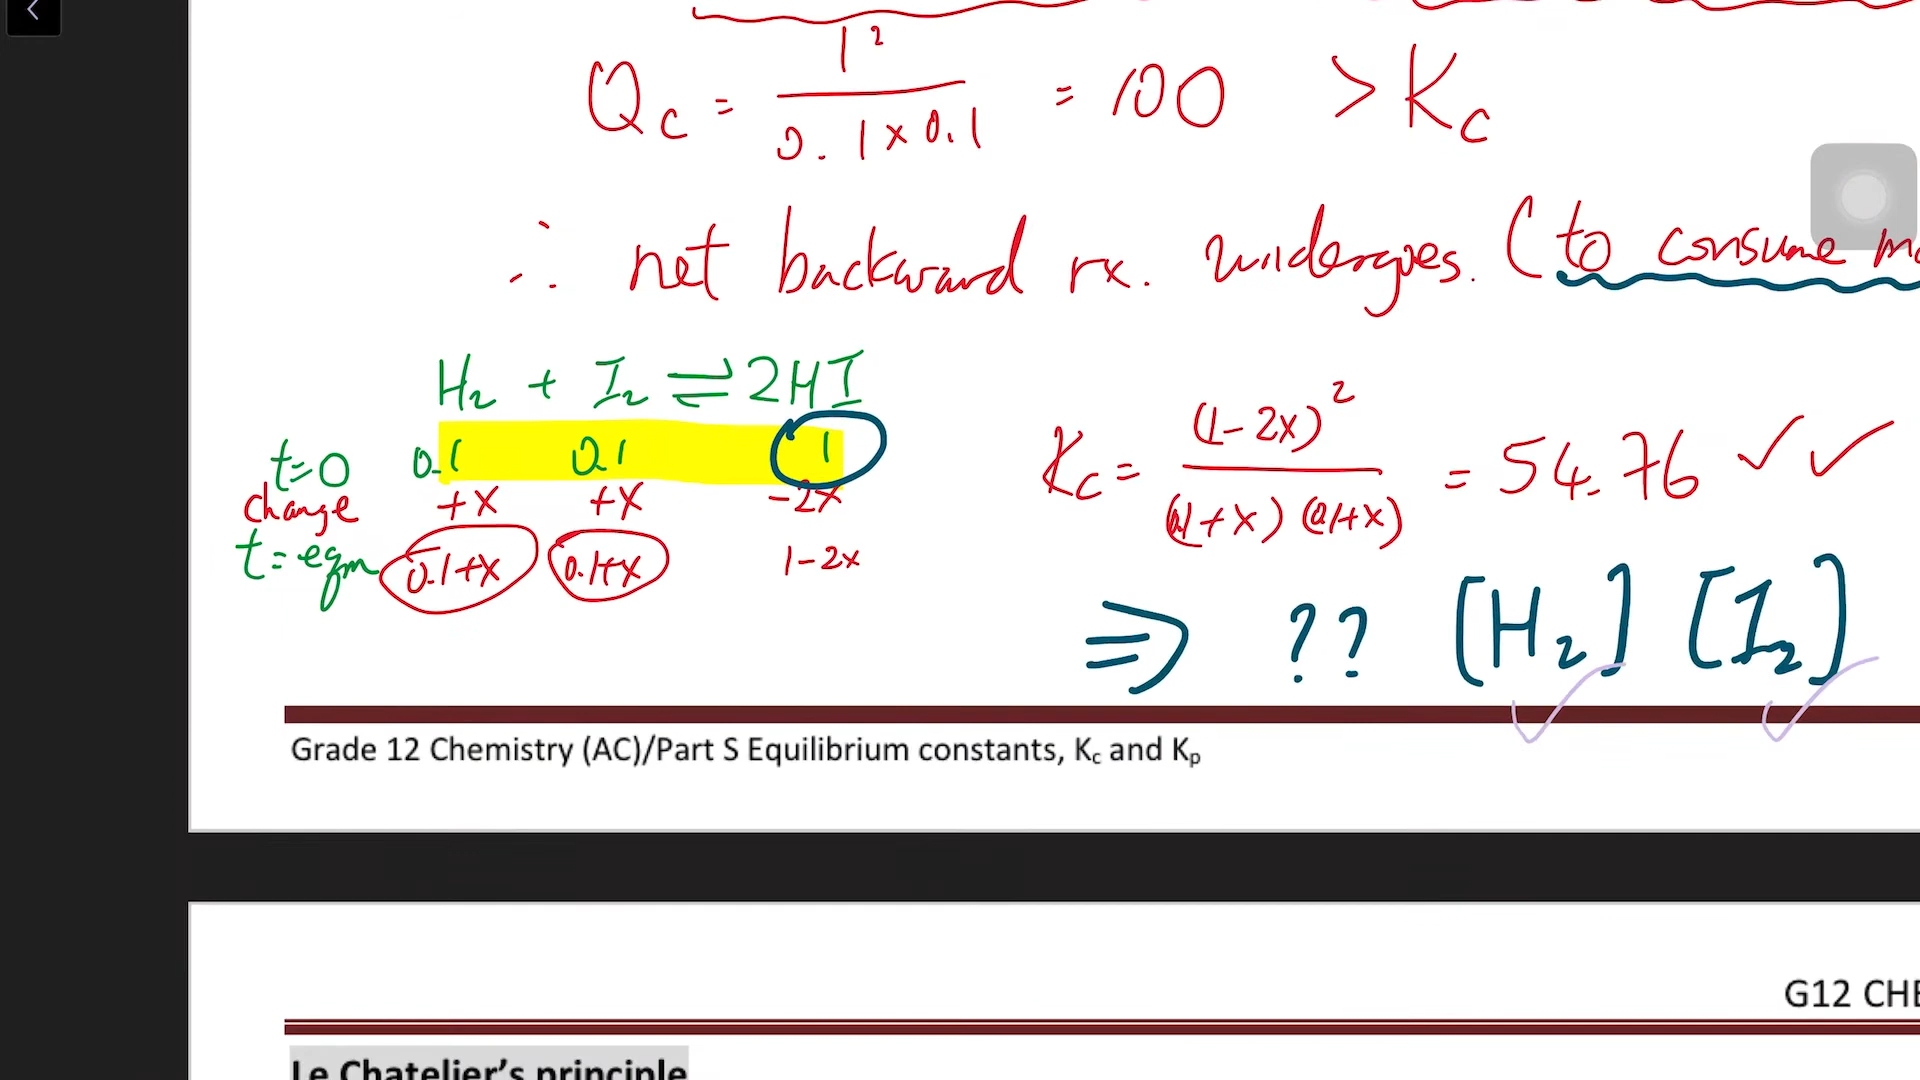 Qc = 1² / 0.1 x 0.1 = 100 > Kc
∴ net backward rx. undergoes. (to consume
H₂ + I₂ ⇌ 2HI
t=0 0.1 0.1 1
change +x +x -2x
t=eqm 0.1+x 0.1+x 1-2x
Kc = (1-2x)² / (0.1+x) (0.1+x) = 54.76 ✓ ✓
⇒ ?? [H₂] [I₂]
Grade 12 Chemistry (AC)/Part S Equilibrium constants, Kc and Kp
G12 CHE
Le Chatelier’s principle